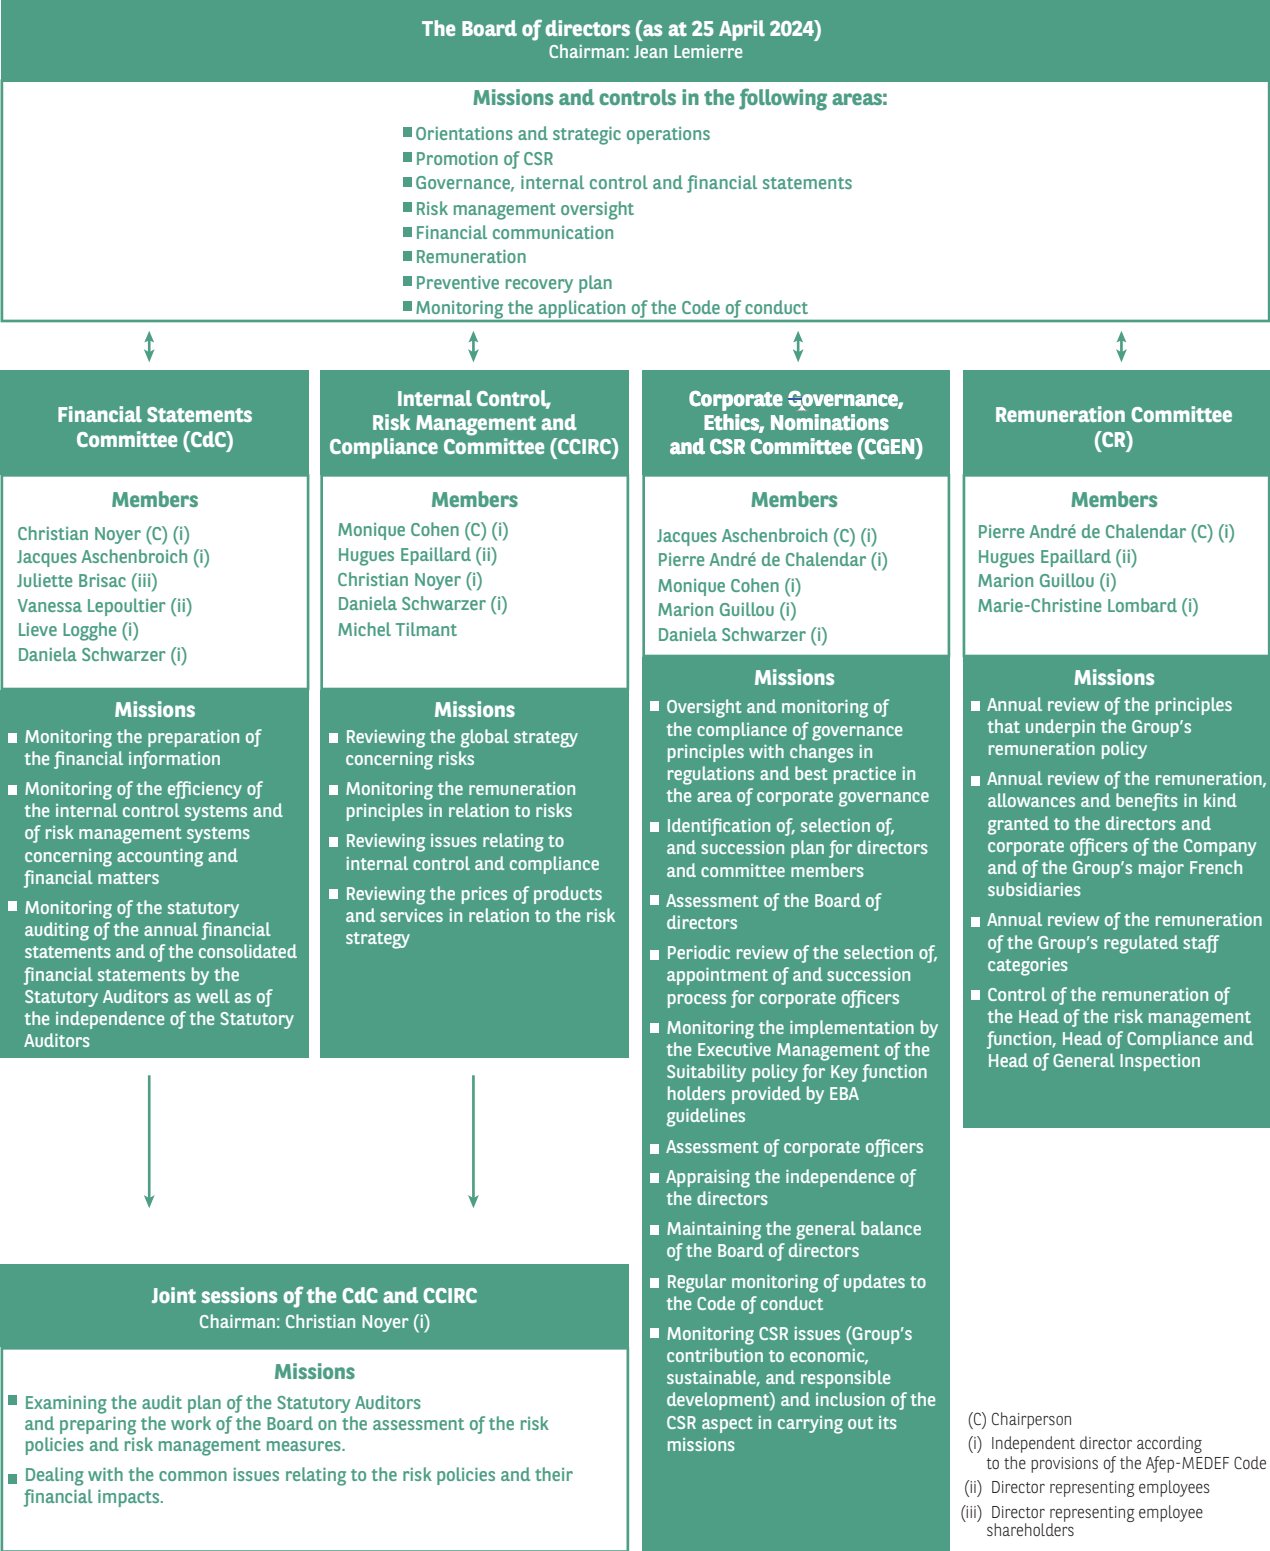 The Board of directors (as at 25 April 2024)
Chairman: Jean Lemierre
Missions and controls in the following areas:
Orientations and strategic operations
Promotion of CSR
Governance, internal control and financial statements
Risk management oversight
Financial communication
Remuneration
Preventive recovery plan
Monitoring the application of the Code of conduct
Financial Statements
Committee (CdC)
Members
Christian Noyer (C) (i)
Jacques Aschenbroich (i)
Juliette Brisac (iii)
Vanessa Lepoultier (ii)
Lieve Logghe (i)
Daniela Schwarzer (i)
Missions
Monitoring the preparation of
the financial information
Monitoring of the efficiency of
the internal control systems and
of risk management systems
concerning accounting and
financial matters
Monitoring of the statutory
auditing of the annual financial
statements and of the consolidated
financial statements by the
Statutory Auditors as well as of
the independence of the Statutory
Auditors
Internal Control,
Risk Management and
Compliance Committee (CCIRC)
Members
Monique Cohen (C) (i)
Hugues Epaillard (ii)
Christian Noyer (i)
Daniela Schwarzer (i)
Michel Tilmant
Missions
Reviewing the global strategy
concerning risks
Monitoring the remuneration
principles in relation to risks
Reviewing issues relating to
internal control and compliance
Reviewing the prices of products
and services in relation to the risk
strategy
Corporate Governance,
Ethics, Nominations
and CSR Committee (CGEN)
Members
Jacques Aschenbroich (C) (i)
Pierre André de Chalendar (i)
Monique Cohen (i)
Marion Guillou (i)
Daniela Schwarzer (i)
Missions
Oversight and monitoring of
the compliance of governance
principles with changes in
regulations and best practice in
the area of corporate governance
Identification of, selection of,
and succession plan for directors
and committee members
Assessment of the Board of
directors
Periodic review of the selection of,
appointment of and succession
process for corporate officers
Monitoring the implementation by
the Executive Management of the
Suitability policy for Key function
holders provided by EBA
guidelines
Assessment of corporate officers
Appraising the independence of
the directors
Maintaining the general balance
of the Board of directors
Regular monitoring of updates to
the Code of conduct
Monitoring CSR issues (Group's
contribution to economic,
sustainable, and responsible
development) and inclusion of the
CSR aspect in carrying out its
missions
Remuneration Committee
(CR)
Members
Pierre André de Chalendar (C) (i)
Hugues Epaillard (ii)
Marion Guillou (i)
Marie-Christine Lombard (i)
Missions
Annual review of the principles
that underpin the Group's
remuneration policy
Annual review of the remuneration,
allowances and benefits in kind
granted to the directors and
corporate officers of the Company
and of the Group's major French
subsidiaries
Annual review of the remuneration
of the Group's regulated staff
categories
Control of the remuneration of
the Head of the risk management
function, Head of Compliance and
Head of General Inspection
Joint sessions of the CdC and CCIRC
Chairman: Christian Noyer (i)
Missions
Examining the audit plan of the Statutory Auditors
and preparing the work of the Board on the assessment of the risk
policies and risk management measures.
Dealing with the common issues relating to the risk policies and their
financial impacts.
(C) Chairperson
(i) Independent director according
to the provisions of the Afep-MEDEF Code
(ii) Director representing employees
(iii) Director representing employee
shareholders